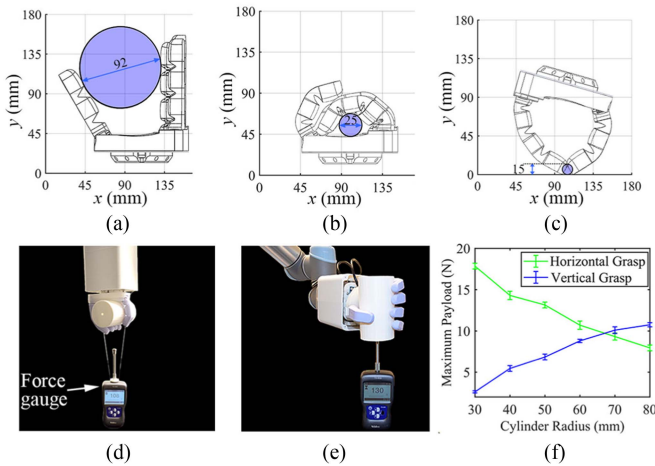 180
135
90
45
0
y (mm)
92
0 45 90 135
x (mm)
(a)
180
135
90
45
0
y (mm)
25
0 45 90 135
x (mm)
(b)
180
135
90
45
0
y (mm)
15
0 45 90 135 180
x (mm)
(c)
Force
gauge
(d)
130
(e)
20
15
10
5
Maximum Payload (N)
Horizontal Grasp
Vertical Grasp
30 40 50 60 70 80
Cylinder Radius (mm)
(f)